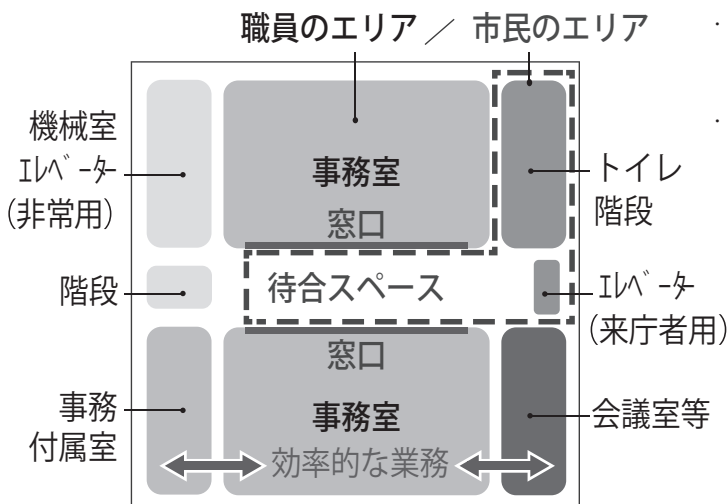 職員のエリア／市民のエリア
機械室
エレベーター
(非常用)
事務室
窓口
トイレ
階段
階段
待合スペース
エレベーター
(来庁者用)
窓口
事務
付属室
事務室
会議室等
効率的な業務